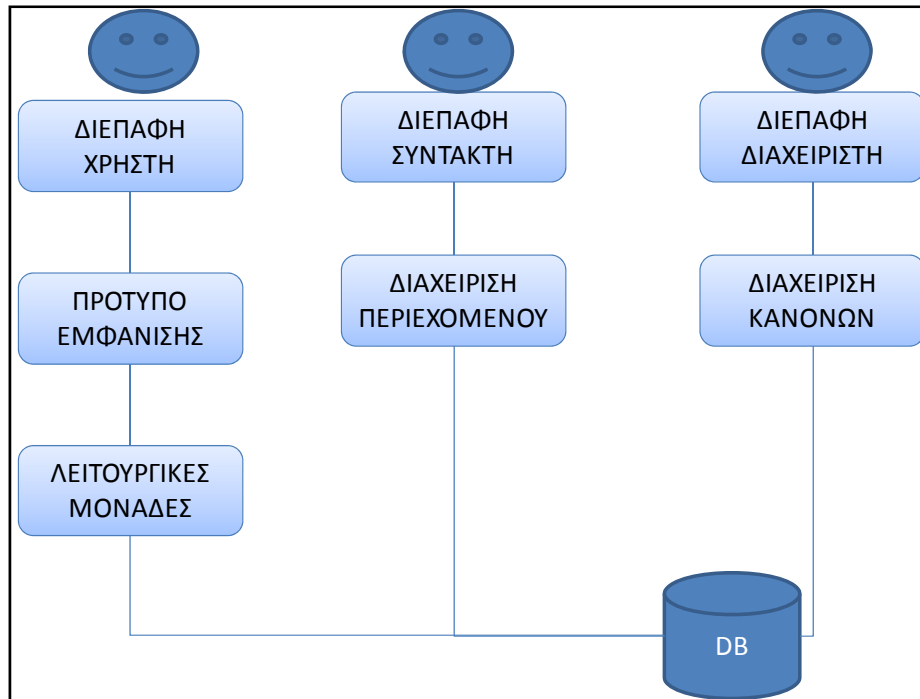 ΔΙΕΠΑΦΗ
ΧΡΗΣΤΗ
ΔΙΕΠΑΦΗ
ΣΥΝΤΑΚΤΗ
ΔΙΕΠΑΦΗ
ΔΙΑΧΕΙΡΙΣΤΗ
ΠΡΟΤΥΠΟ
ΕΜΦΑΝΙΣΗΣ
ΔΙΑΧΕΙΡΙΣΗ
ΠΕΡΙΕΧΟΜΕΝΟΥ
ΔΙΑΧΕΙΡΙΣΗ
ΚΑΝΟΝΩΝ
ΛΕΙΤΟΥΡΓΙΚΕΣ
ΜΟΝΑΔΕΣ
DB